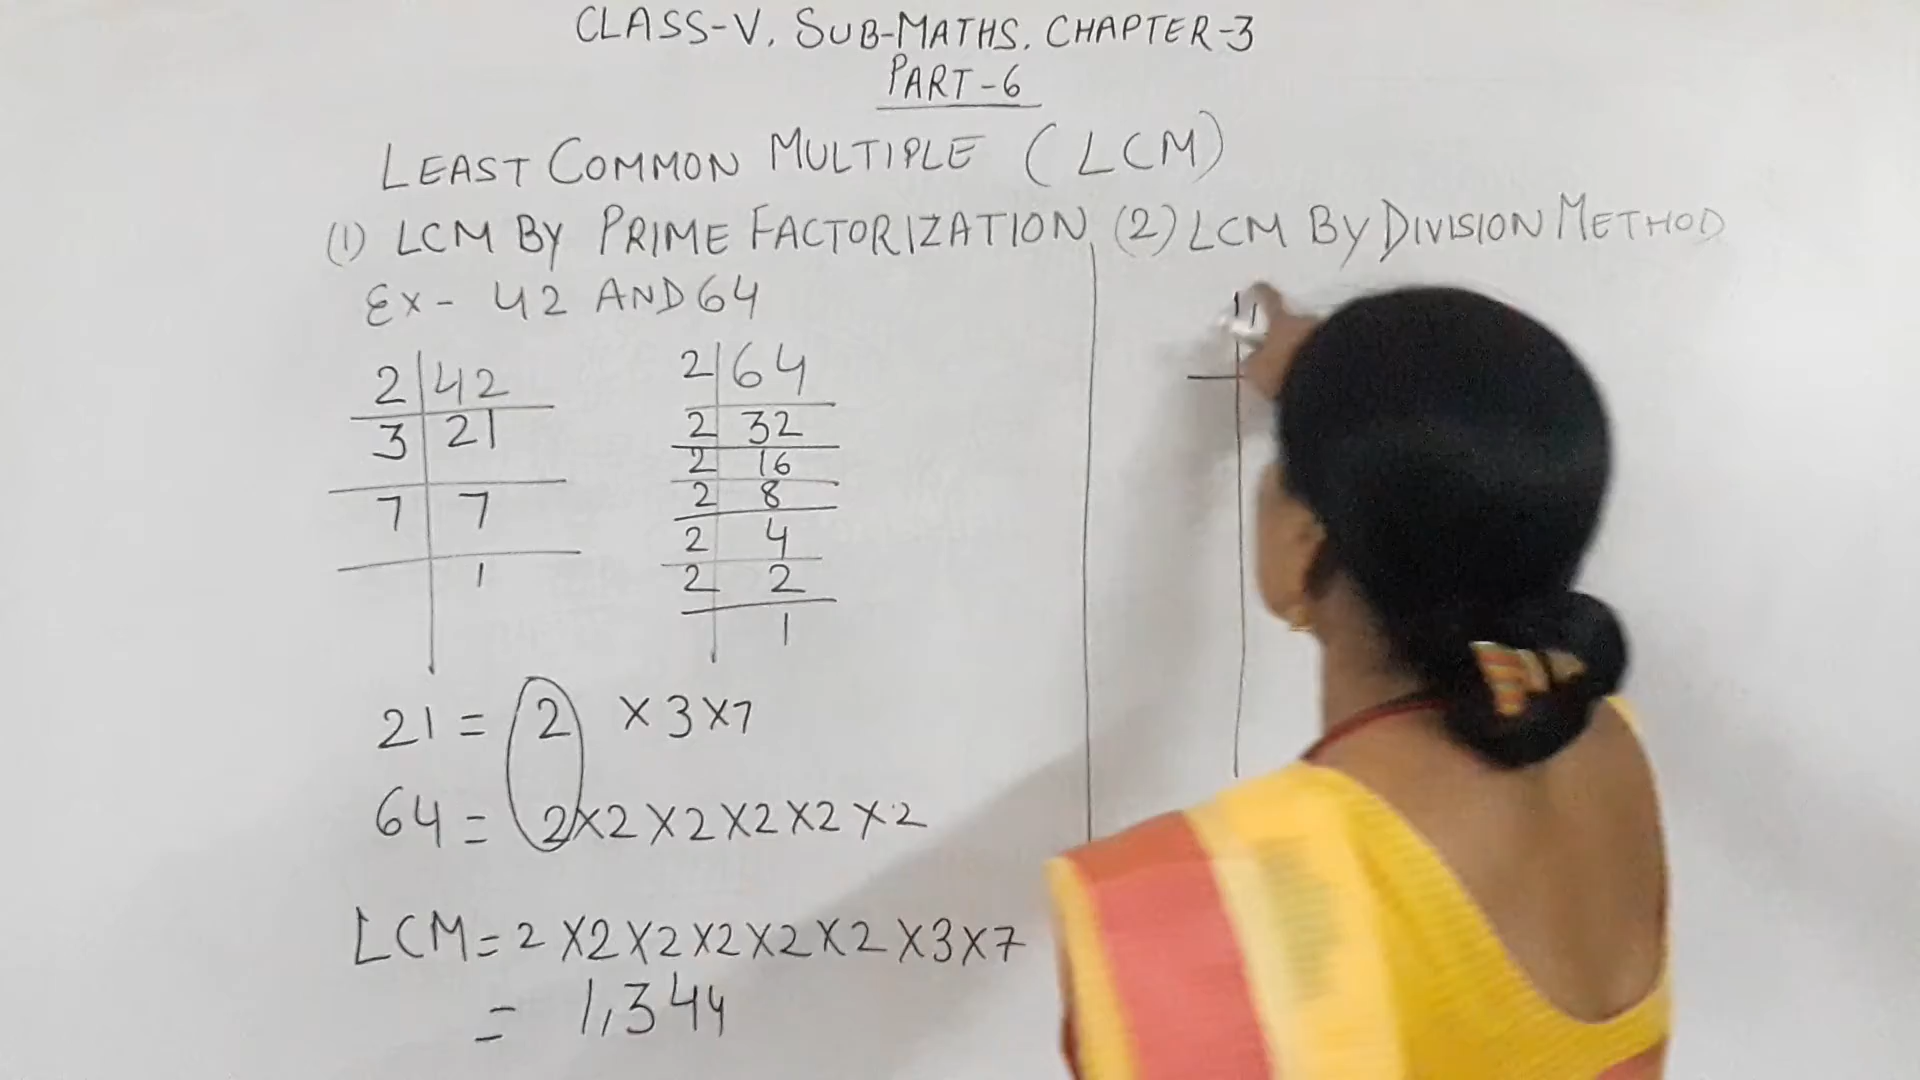 CLASS-V. SUB-MATHS. CHAPTER-3
PART-6
LEAST COMMON MULTIPLE (LCM)
(1) LCM BY PRIME FACTORIZATION
EX- 42 AND 64
2 42
3 21
7 7
1
2 64
2 32
2 16
2 8
2 4
2 2
1
21 = 2 X 3 X 7
64 = 2X2 X 2 X 2 X 2 X 2
LCM = 2 X 2 X 2 X 2 X 2 X 2 X 3 X 7
= 1,344
(2) LCM BY DIVISION METHOD